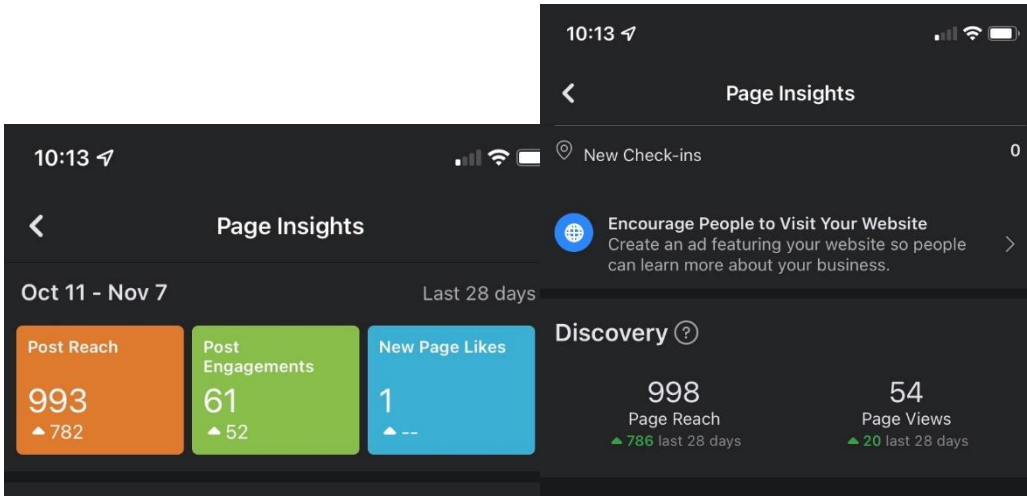 10:13
Page Insights
Oct 11 - Nov 7
Last 28 days
Post Reach
993
782
Post
Engagements
61
52
New Page Likes
1
--
10:13
Page Insights
New Check-ins
0
Encourage People to Visit Your Website
Create an ad featuring your website so people
can learn more about your business.
Discovery ?
998
Page Reach
786 last 28 days
54
Page Views
20 last 28 days